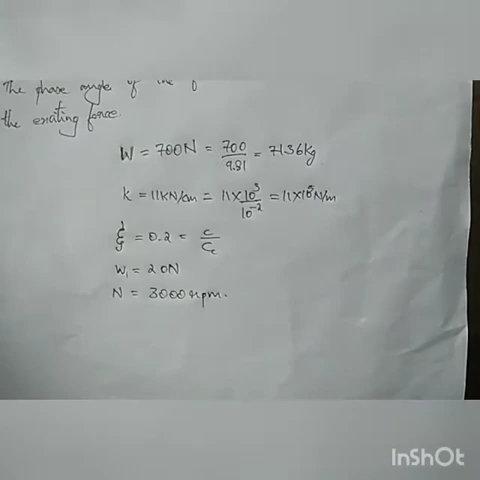 The phase angle of the f
the exciting force.
W = 700N = 700/9.81 = 71.36kg
K = 11KN/cm = 11×10³/10⁻² = 11×10⁵N/m
ξ = 0.2 = c/Cc
W₁ = 20N
N = 3000rpm.
InShOt